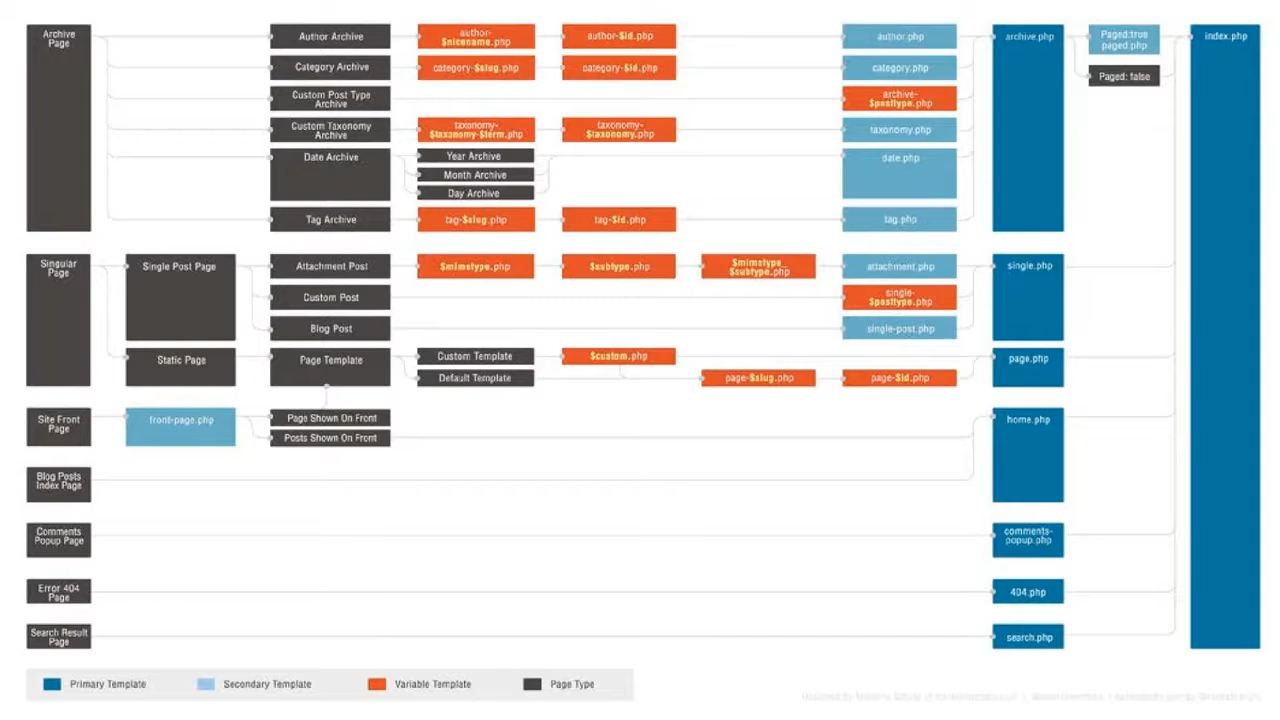 Archive
Page
Author Archive
author-
$nicename.php
author-$id.php
author.php
archive.php
Paged:true
paged.php
index.php
Category Archive
category-$slug.php
category-$id.php
category.php
Paged: false
Custom Post Type
Archive
archive-
$posttype.php
Custom Taxonomy
Archive
taxonomy-
$taxonomy-$term.php
taxonomy-
$taxonomy.php
taxonomy.php
Date Archive
Year Archive
date.php
Month Archive
Day Archive
Tag Archive
tag-$slug.php
tag-$id.php
tag.php
Singular
Page
Single Post Page
Attachment Post
$mimetype.php
$subtype.php
$mimetype_
$subtype.php
attachment.php
single.php
Custom Post
single-
$posttype.php
Blog Post
single-post.php
Static Page
Page Template
Custom Template
$custom.php
page.php
Default Template
page-$slug.php
page-$id.php
Site Front
Page
front-page.php
Page Shown On Front
home.php
Posts Shown On Front
Blog Posts
Index Page
Comments
Popup Page
comments-
popup.php
Error 404
Page
404.php
Search Result
Page
search.php
Primary Template
Secondary Template
Variable Template
Page Type